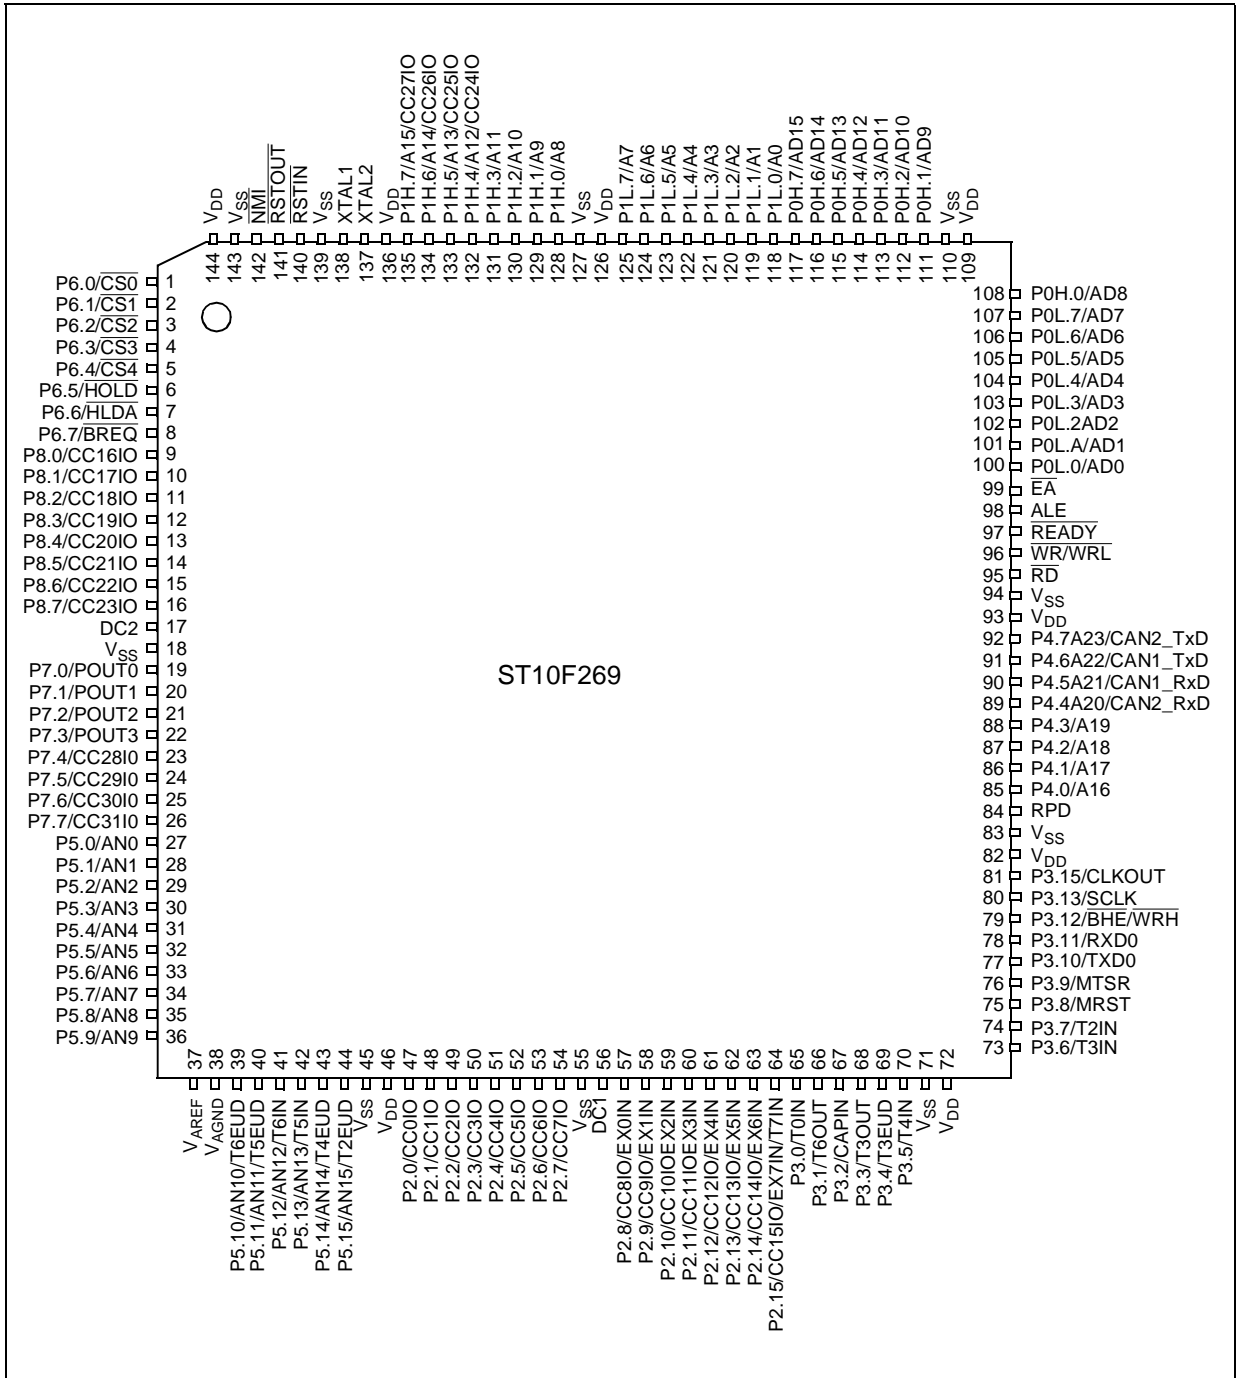 V_DD
V_SS
NMI
RSTOUT
RSTIN
V_SS
XTAL1
XTAL2
V_DD
P1H.7/A15/CC27IO
P1H.6/A14/CC26IO
P1H.5/A13/CC25IO
P1H.4/A12/CC24IO
P1H.3/A11
P1H.2/A10
P1H.1/A9
P1H.0/A8
V_SS
V_DD
P1L.7/A7
P1L.6/A6
P1L.5/A5
P1L.4/A4
P1L.3/A3
P1L.2/A2
P1L.1/A1
P1L.0/A0
P0H.7/AD15
P0H.6/AD14
P0H.5/AD13
P0H.4/AD12
P0H.3/AD11
P0H.2/AD10
P0H.1/AD9
V_SS
V_DD
144
143
142
141
140
139
138
137
136
135
134
133
132
131
130
129
128
127
126
125
124
123
122
121
120
119
118
117
116
115
114
113
112
111
110
109
P6.0/CS0 1
P6.1/CS1 2
P6.2/CS2 3
P6.3/CS3 4
P6.4/CS4 5
P6.5/HOLD 6
P6.6/HLDA 7
P6.7/BREQ 8
P8.0/CC16IO 9
P8.1/CC17IO 10
P8.2/CC18IO 11
P8.3/CC19IO 12
P8.4/CC20IO 13
P8.5/CC21IO 14
P8.6/CC22IO 15
P8.7/CC23IO 16
DC2 17
V_SS 18
P7.0/POUT0 19
P7.1/POUT1 20
P7.2/POUT2 21
P7.3/POUT3 22
P7.4/CC28I0 23
P7.5/CC29I0 24
P7.6/CC30I0 25
P7.7/CC31I0 26
P5.0/AN0 27
P5.1/AN1 28
P5.2/AN2 29
P5.3/AN3 30
P5.4/AN4 31
P5.5/AN5 32
P5.6/AN6 33
P5.7/AN7 34
P5.8/AN8 35
P5.9/AN9 36
ST10F269
108 P0H.0/AD8
107 P0L.7/AD7
106 P0L.6/AD6
105 P0L.5/AD5
104 P0L.4/AD4
103 P0L.3/AD3
102 P0L.2AD2
101 P0L.A/AD1
100 P0L.0/AD0
99 EA
98 ALE
97 READY
96 WR/WRL
95 RD
94 V_SS
93 V_DD
92 P4.7A23/CAN2_TxD
91 P4.6A22/CAN1_TxD
90 P4.5A21/CAN1_RxD
89 P4.4A20/CAN2_RxD
88 P4.3/A19
87 P4.2/A18
86 P4.1/A17
85 P4.0/A16
84 RPD
83 V_SS
82 V_DD
81 P3.15/CLKOUT
80 P3.13/SCLK
79 P3.12/BHE/WRH
78 P3.11/RXD0
77 P3.10/TXD0
76 P3.9/MTSR
75 P3.8/MRST
74 P3.7/T2IN
73 P3.6/T3IN
37
38
39
40
41
42
43
44
45
46
47
48
49
50
51
52
53
54
55
56
57
58
59
60
61
62
63
64
65
66
67
68
69
70
71
72
V_AREF
V_AGND
P5.10/AN10/T6EUD
P5.11/AN11/T5EUD
P5.12/AN12/T6IN
P5.13/AN13/T5IN
P5.14/AN14/T4EUD
P5.15/AN15/T2EUD
V_SS
V_DD
P2.0/CC0IO
P2.1/CC1IO
P2.2/CC2IO
P2.3/CC3IO
P2.4/CC4IO
P2.5/CC5IO
P2.6/CC6IO
P2.7/CC7IO
V_SS
DC1
P2.8/CC8IO/EX0IN
P2.9/CC9IO/EX1IN
P2.10/CC10IOEX2IN
P2.11/CC11IOEX3IN
P2.12/CC12IO/EX4IN
P2.13/CC13IO/EX5IN
P2.14/CC14IO/EX6IN
P2.15/CC15IO/EX7IN/T7IN
P3.0/T0IN
P3.1/T6OUT
P3.2/CAPIN
P3.3/T3OUT
P3.4/T3EUD
P3.5/T4IN
V_SS
V_DD